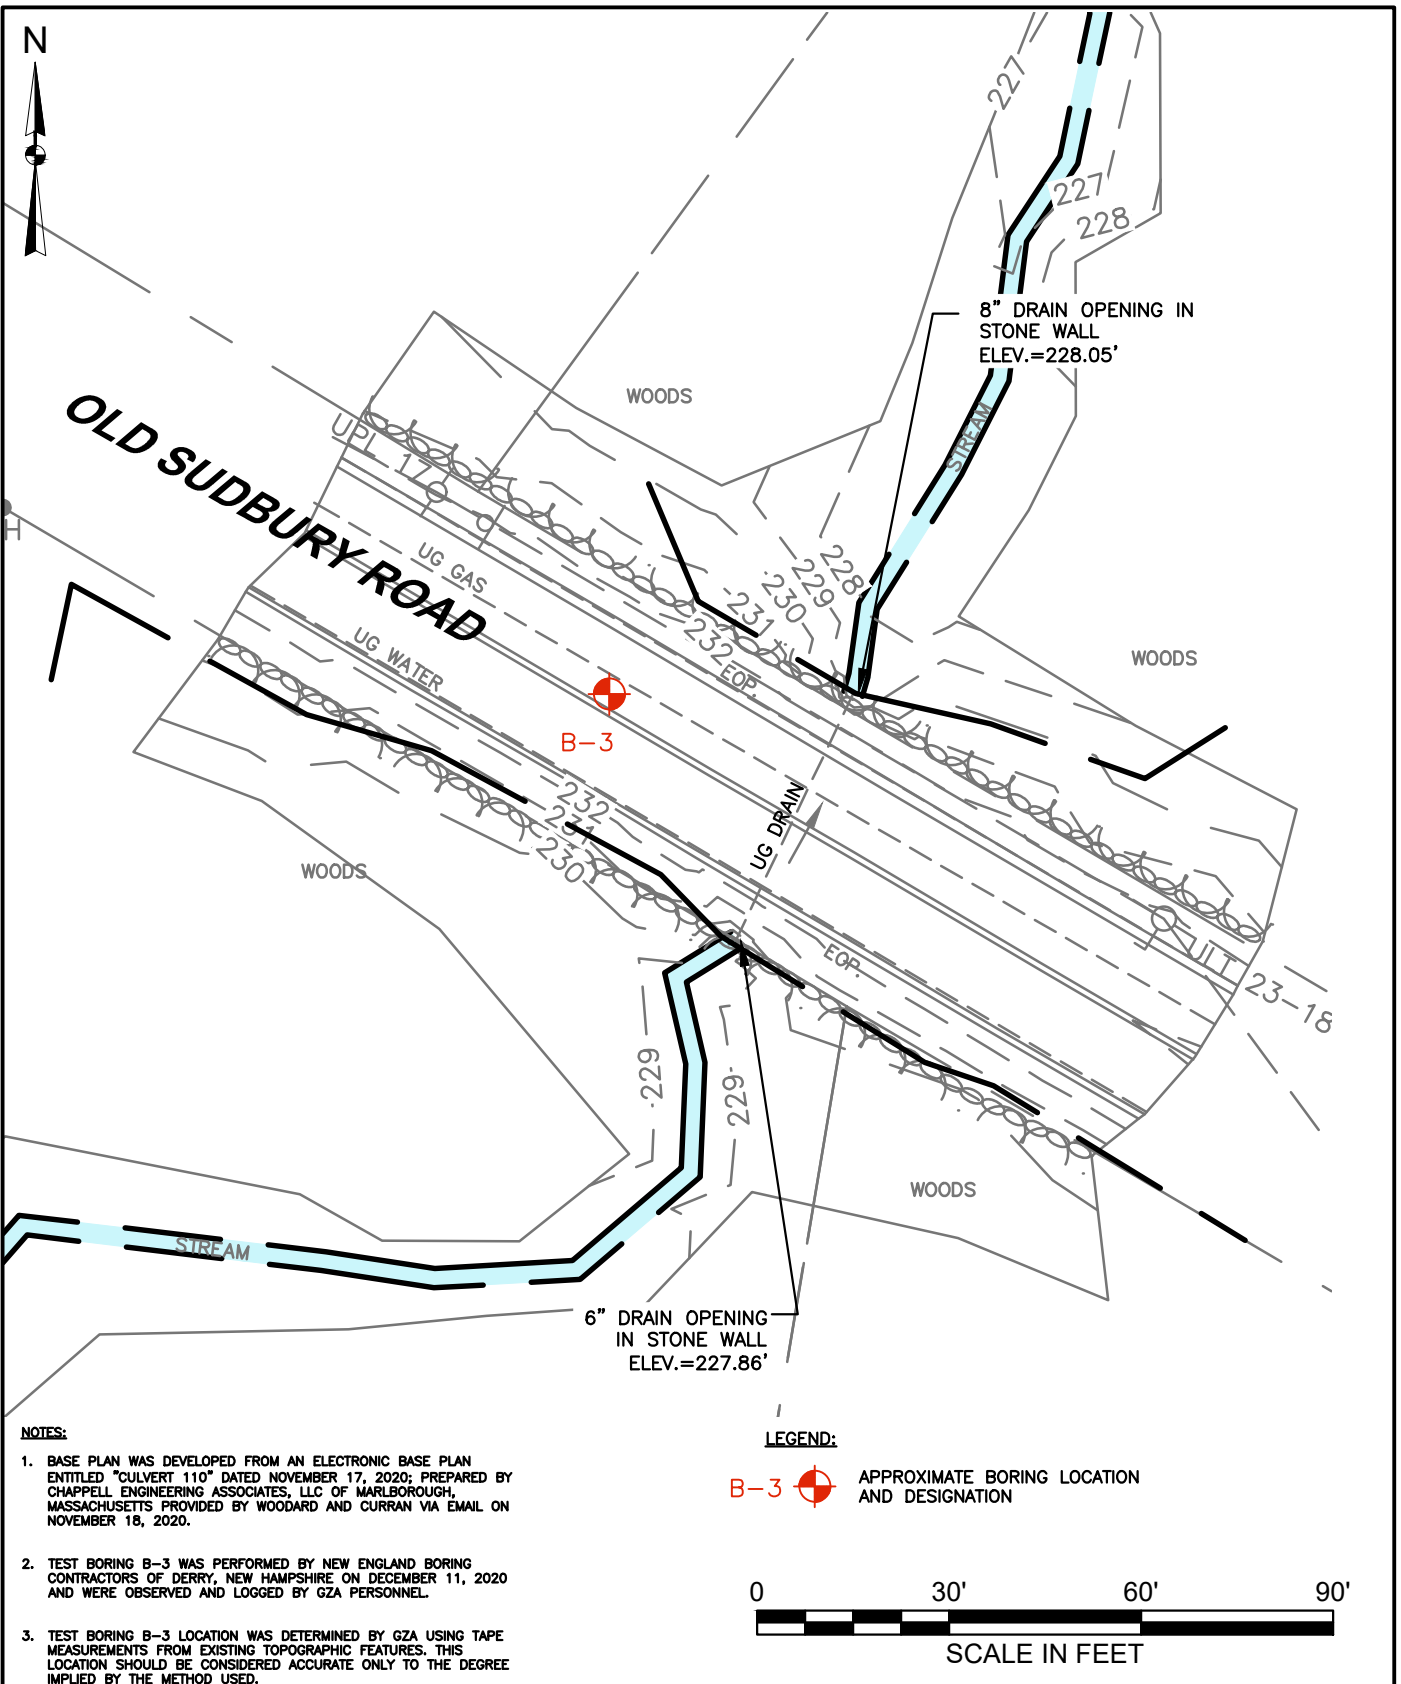 N
227
227
228
8" DRAIN OPENING IN
STONE WALL
ELEV.=228.05'
WOODS
STREAM
OLD SUDBURY ROAD
UPL 17
H
UG GAS
UG WATER
228
229
230
231
232
EOP.
WOODS
B-3
232
231
230
UG DRAIN
WOODS
EOP.
ULT 23-18
229
229
WOODS
STREAM
6" DRAIN OPENING
IN STONE WALL
ELEV.=227.86'
NOTES:
1. BASE PLAN WAS DEVELOPED FROM AN ELECTRONIC BASE PLAN
ENTITLED "CULVERT 110" DATED NOVEMBER 17, 2020; PREPARED BY
CHAPPELL ENGINEERING ASSOCIATES, LLC OF MARLBOROUGH,
MASSACHUSETTS PROVIDED BY WOODARD AND CURRAN VIA EMAIL ON
NOVEMBER 18, 2020.
2. TEST BORING B-3 WAS PERFORMED BY NEW ENGLAND BORING
CONTRACTORS OF DERRY, NEW HAMPSHIRE ON DECEMBER 11, 2020
AND WERE OBSERVED AND LOGGED BY GZA PERSONNEL.
3. TEST BORING B-3 LOCATION WAS DETERMINED BY GZA USING TAPE
MEASUREMENTS FROM EXISTING TOPOGRAPHIC FEATURES. THIS
LOCATION SHOULD BE CONSIDERED ACCURATE ONLY TO THE DEGREE
IMPLIED BY THE METHOD USED.
LEGEND:
B-3 APPROXIMATE BORING LOCATION
AND DESIGNATION
0 30' 60' 90'
SCALE IN FEET